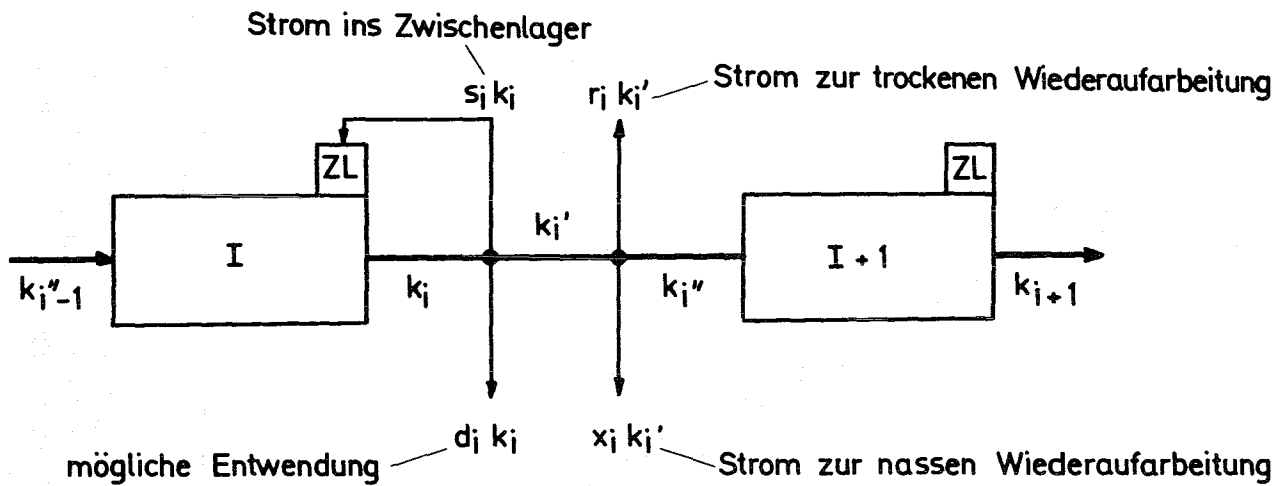 Strom ins Zwischenlager
s_i k_i
r_i k_i'
Strom zur trockenen Wiederaufarbeitung
ZL
ZL
I
k_i'
I + 1
k_i''-1
k_i
k_i''
k_i+1
d_i k_i
x_i k_i'
mögliche Entwendung
Strom zur nassen Wiederaufarbeitung